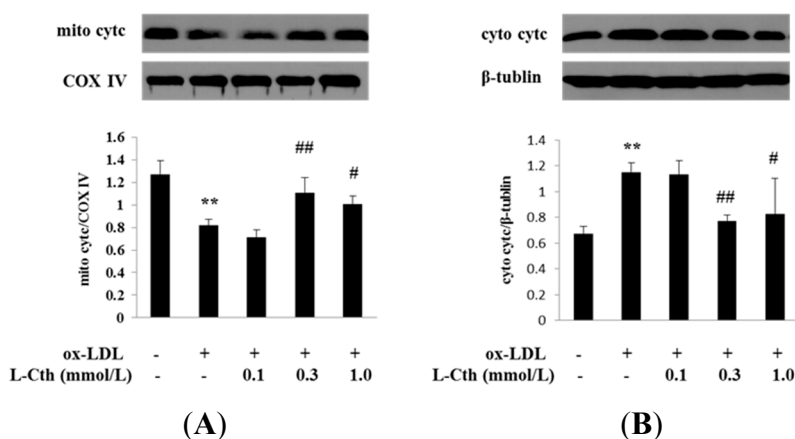 mito cytc
COX IV
1.6
1.4
##
1.2
#
1
**
0.8
0.6
0.4
0.2
0
mito cytc/COX IV
ox-LDL - + + + +
L-Cth (mmol/L) - - 0.1 0.3 1.0
(A)
cyto cytc
β-tublin
1.4
**
1.2
#
1
##
0.8
0.6
0.4
0.2
0
cyto cytc/β-tublin
ox-LDL - + + + +
L-Cth (mmol/L) - - 0.1 0.3 1.0
(B)